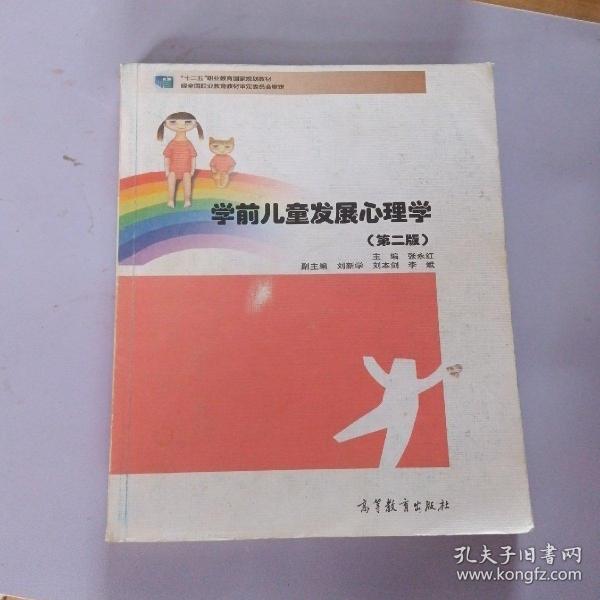 "十二五"职业教育国家规划教材
经全国职业教育教材审定委员会审定
学前儿童发展心理学
(第二版)
主 编 张永红
副主编 刘新学 刘本剑 李 娥
高等教育出版社
孔夫子旧书网
www.kongfz.com